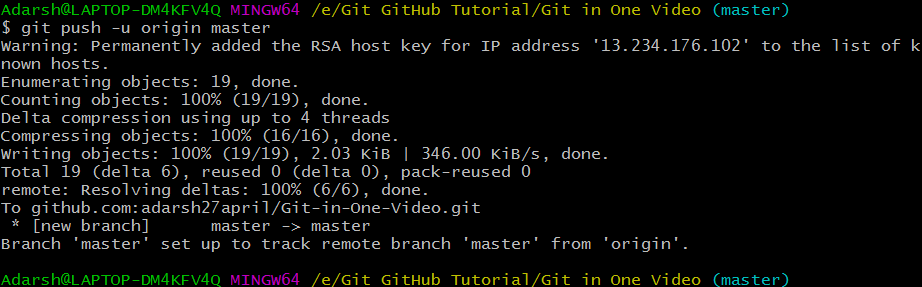 Adarsh@LAPTOP-DM4KFV4Q MINGW64 /e/Git GitHub Tutorial/Git in One Video (master)
$ git push -u origin master
Warning: Permanently added the RSA host key for IP address '13.234.176.102' to the list of k
nown hosts.
Enumerating objects: 19, done.
Counting objects: 100% (19/19), done.
Delta compression using up to 4 threads
Compressing objects: 100% (16/16), done.
Writing objects: 100% (19/19), 2.03 KiB | 346.00 KiB/s, done.
Total 19 (delta 6), reused 0 (delta 0), pack-reused 0
remote: Resolving deltas: 100% (6/6), done.
To github.com:adarsh27april/Git-in-One-Video.git
 * [new branch]      master -> master
Branch 'master' set up to track remote branch 'master' from 'origin'.
Adarsh@LAPTOP-DM4KFV4Q MINGW64 /e/Git GitHub Tutorial/Git in One Video (master)